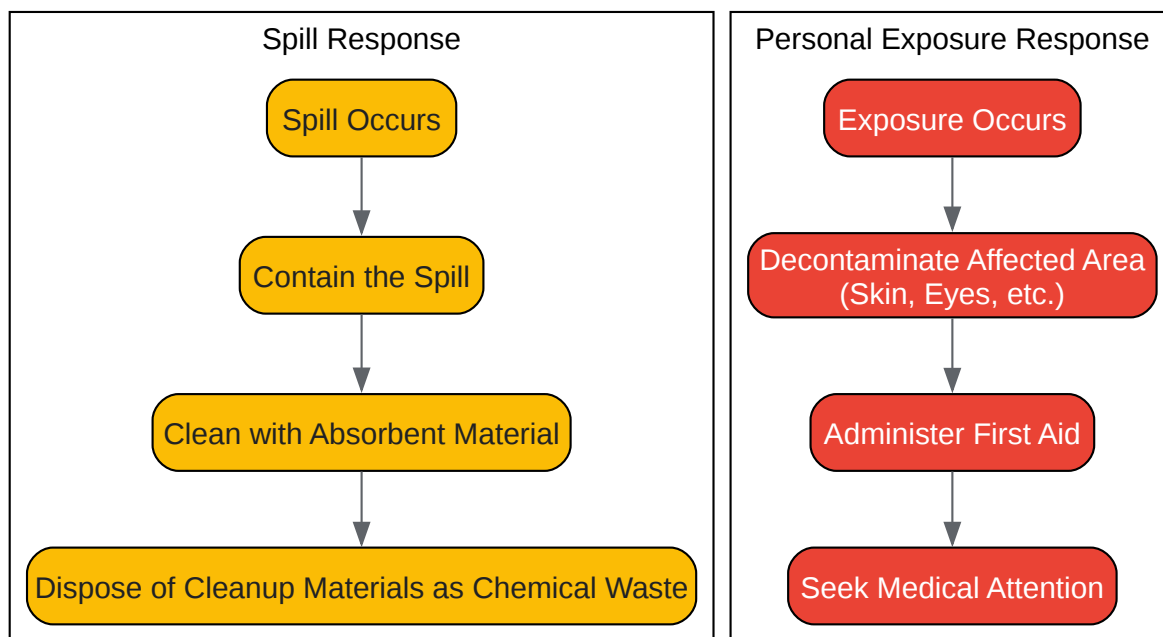 Spill Response
Spill Occurs
Contain the Spill
Clean with Absorbent Material
Dispose of Cleanup Materials as Chemical Waste
Personal Exposure Response
Exposure Occurs
Decontaminate Affected Area
(Skin, Eyes, etc.)
Administer First Aid
Seek Medical Attention